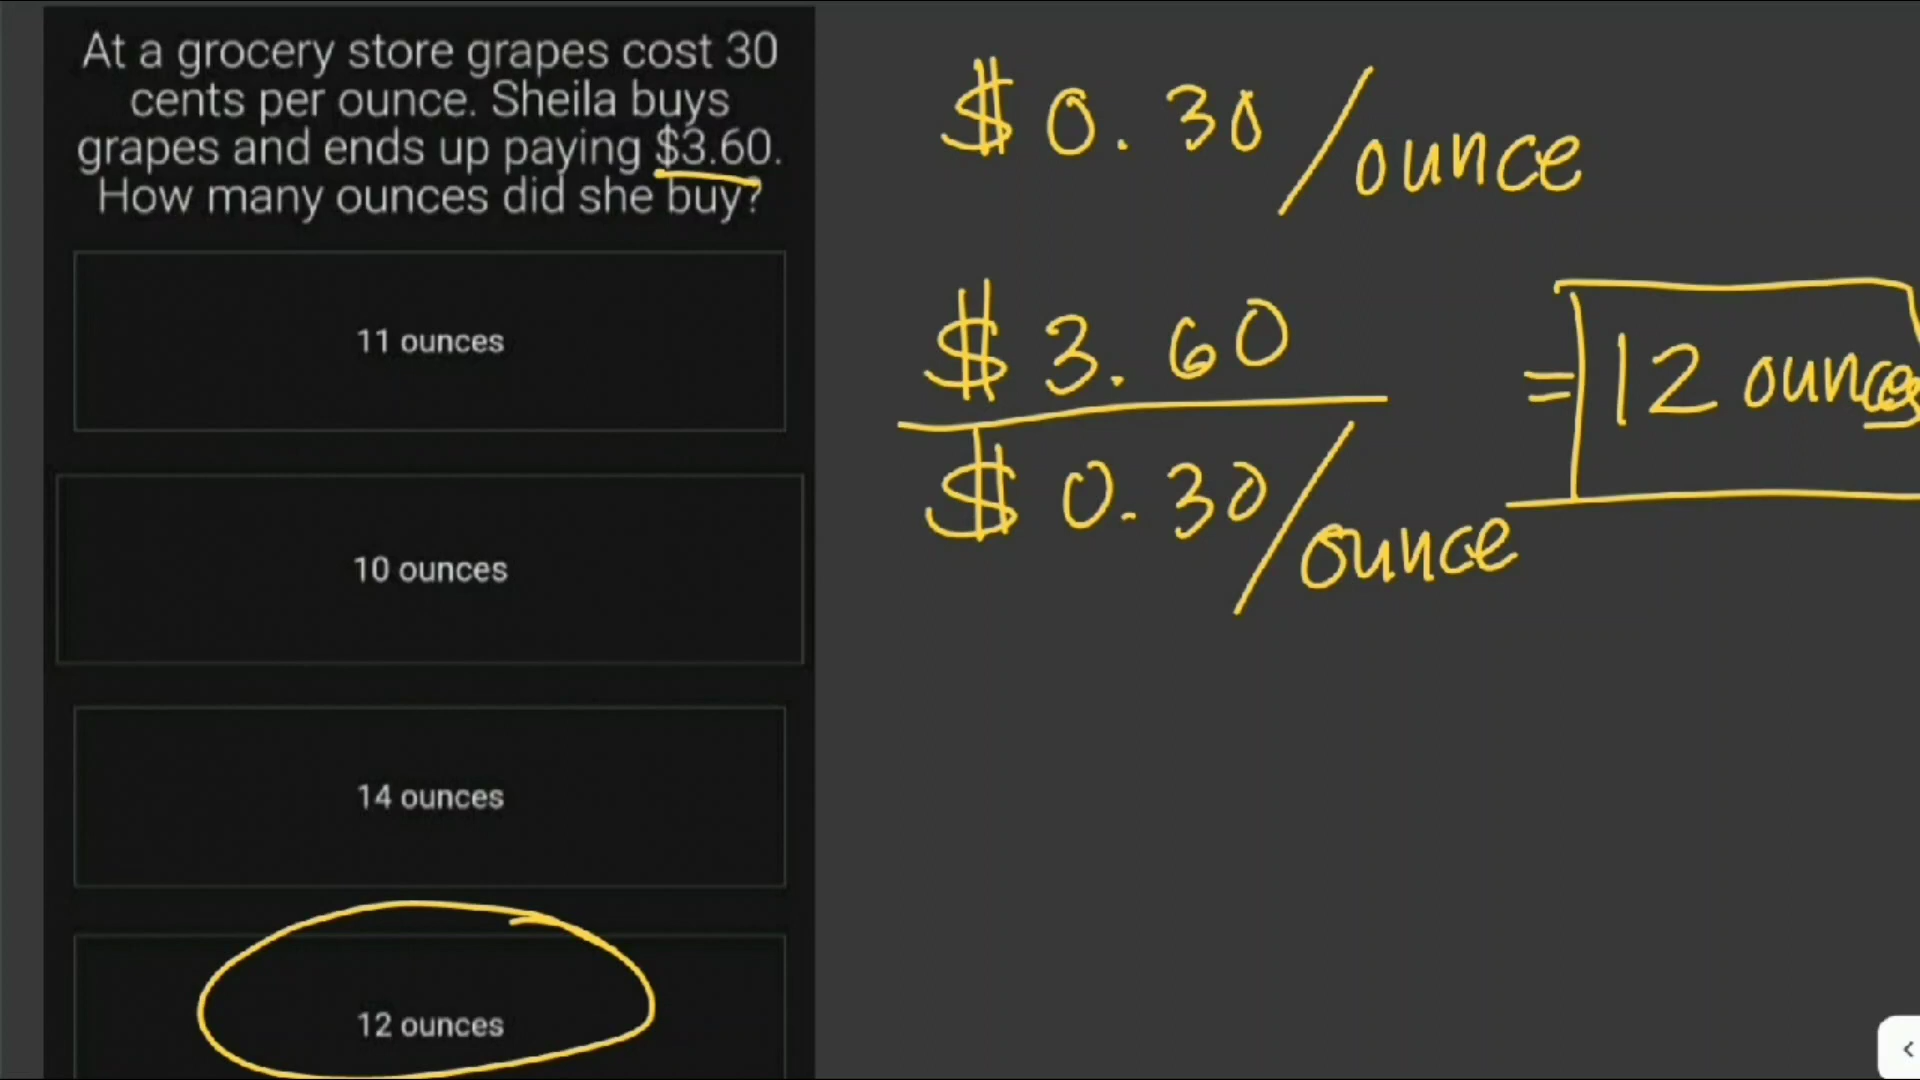 At a grocery store grapes cost 30
cents per ounce. Sheila buys
grapes and ends up paying $3.60.
How many ounces did she buy?
11 ounces
10 ounces
14 ounces
12 ounces
$0.30/ounce
$3.60
$0.30/ounce
= 12 ounces